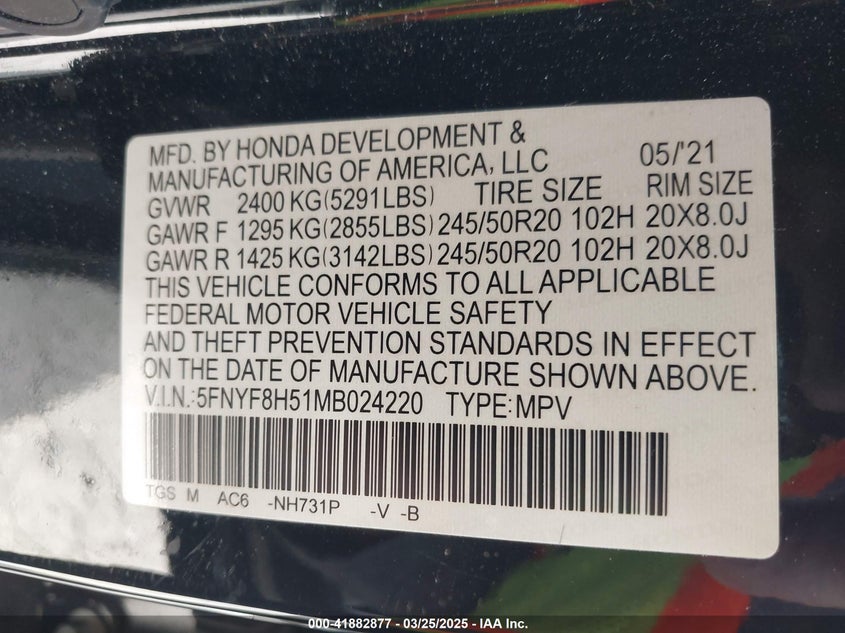 MFD. BY HONDA DEVELOPMENT &
MANUFACTURING OF AMERICA, LLC 05/'21
GVWR 2400 KG(5291LBS) TIRE SIZE RIM SIZE
GAWR F 1295 KG(2855LBS) 245/50R20 102H 20X8.0J
GAWR R 1425 KG(3142LBS) 245/50R20 102H 20X8.0J
THIS VEHICLE CONFORMS TO ALL APPLICABLE
FEDERAL MOTOR VEHICLE SAFETY
AND THEFT PREVENTION STANDARDS IN EFFECT
ON THE DATE OF MANUFACTURE SHOWN ABOVE.
V.I.N.:5FNYF8H51MB024220 TYPE:MPV
TGS M AC6 -NH731P -V -B
000-41882877 - 03/25/2025 - IAA Inc.